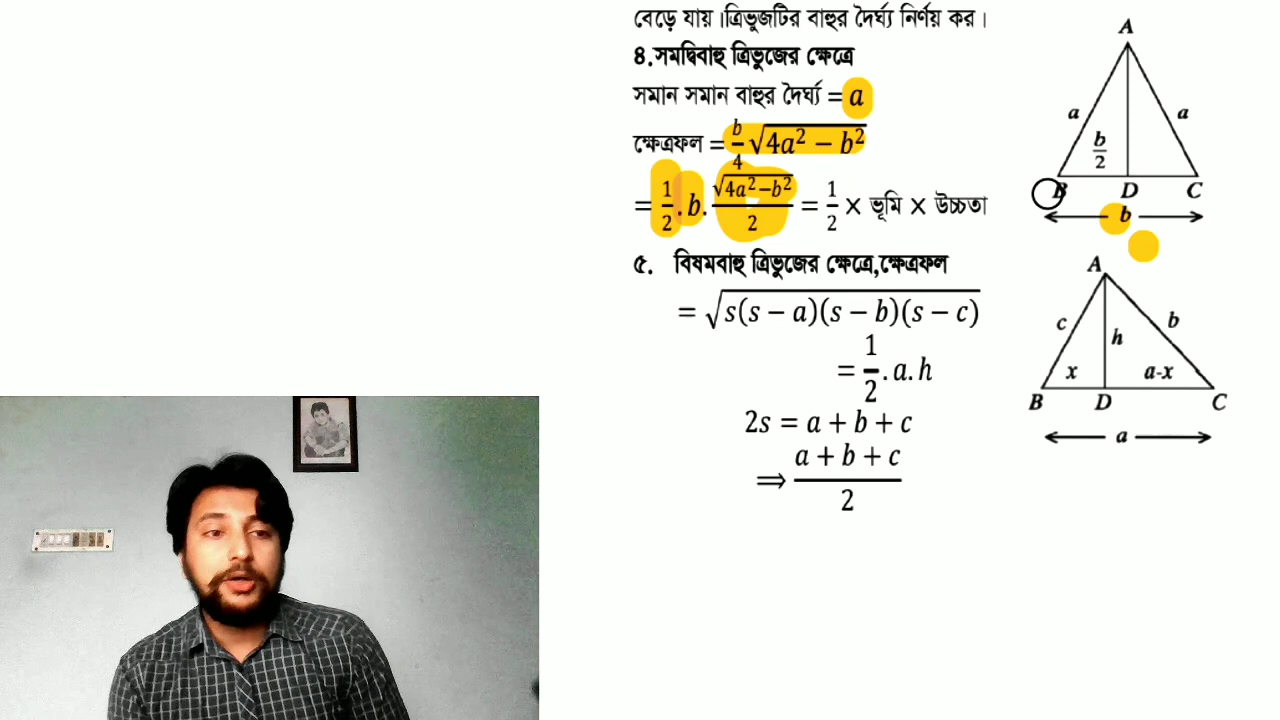 বেড়ে যায়।ত্রিভুজটির বাহুর দৈর্ঘ্য নির্ণয় কর।
৪.সমদ্বিবাহু ত্রিভুজের ক্ষেত্রে
সমান সমান বাহুর দৈর্ঘ্য = a
ক্ষেত্রফল = b/4 √(4a² − b²)
= 1/2 . b. √(4a²−b²)/2 = 1/2 × ভূমি × উচ্চতা
A
a a
b/2
B D C
b
৫. বিষমবাহু ত্রিভুজের ক্ষেত্রে,ক্ষেত্রফল
= √(s(s − a)(s − b)(s − c))
= 1/2 . a. h
2s = a + b + c
⇒ (a + b + c)/2
A
c b
h
x a-x
B D C
a